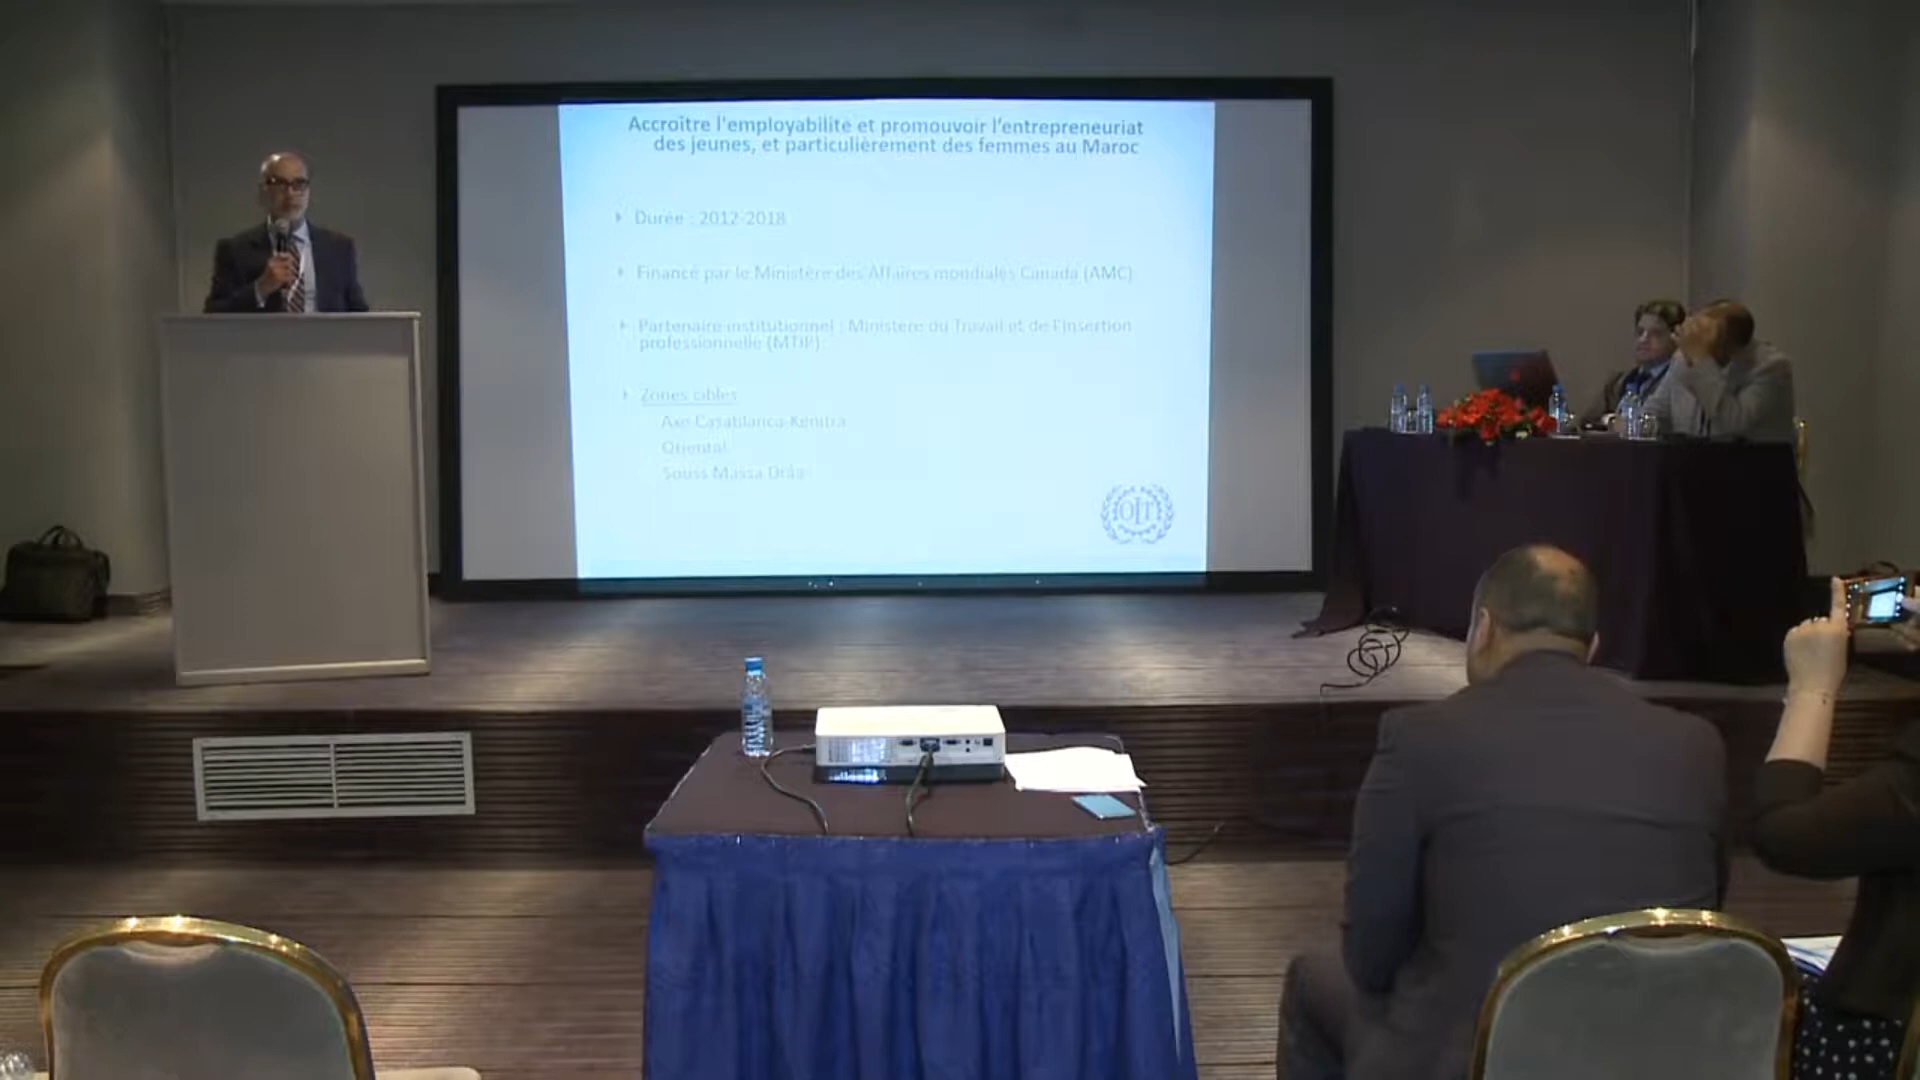 Accroître l'employabilité et promouvoir l'entrepreneuriat
des jeunes, et particulièrement des femmes au Maroc
Durée : 2012-2018
Financé par le Ministère des Affaires mondiales Canada (AMC)
Partenaire institutionnel : Ministère du Travail et de l'Insertion
professionnelle (MTIP)
Zones cibles
Axe Casablanca-Kenitra
Oriental
Souss Massa Drâa
OIT